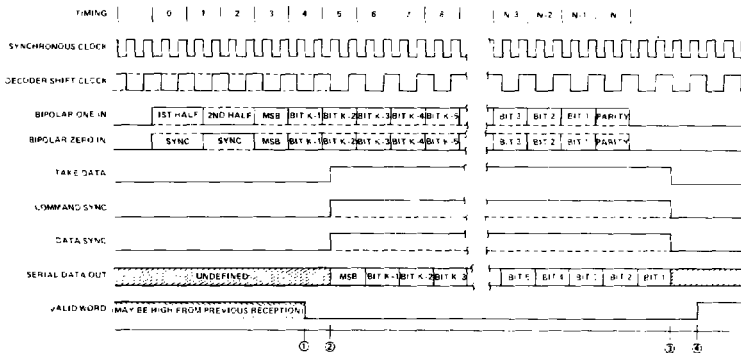 TIMING 0 1 2 3 4 5 6 7 8 N-3 N-2 N-1 N
SYNCHRONOUS CLOCK
DECODER SHIFT CLOCK
BIPOLAR ONE IN 1ST HALF 2ND HALF MSB BIT K-1 BIT K-2 BIT K-3 BIT K-4 BIT K-5 BIT 3 BIT 2 BIT 1 PARITY
BIPOLAR ZERO IN SYNC SYNC MSB BIT K-1 BIT K-2 BIT K-3 BIT K-4 BIT K-5 BIT 3 BIT 2 BIT 1 PARITY
TAKE DATA
COMMAND SYNC
DATA SYNC
SERIAL DATA OUT UNDEFINED MSB BIT K-1 BIT K-2 BIT K-3 BIT 5 BIT 4 BIT 3 BIT 2 BIT 1
VALID WORD (MAY BE HIGH FROM PREVIOUS RECEPTION)
① ② ③ ④